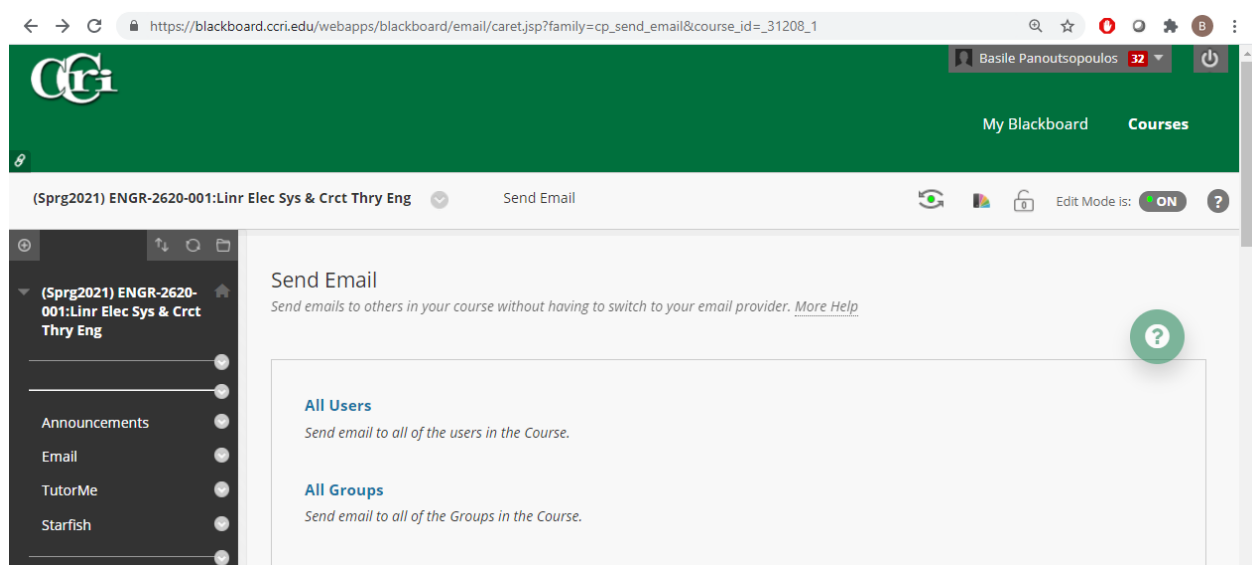 https://blackboard.ccri.edu/webapps/blackboard/email/caret.jsp?family=cp_send_email&course_id=_31208_1
B
CCRi
Basile Panoutsopoulos 32
My Blackboard Courses
(Sprg2021) ENGR-2620-001:Linr Elec Sys & Crct Thry Eng Send Email
0 Edit Mode is: ON ?
(Sprg2021) ENGR-2620-
001:Linr Elec Sys & Crct
Thry Eng
Announcements
Email
TutorMe
Starfish
Send Email
Send emails to others in your course without having to switch to your email provider. More Help
?
All Users
Send email to all of the users in the Course.
All Groups
Send email to all of the Groups in the Course.